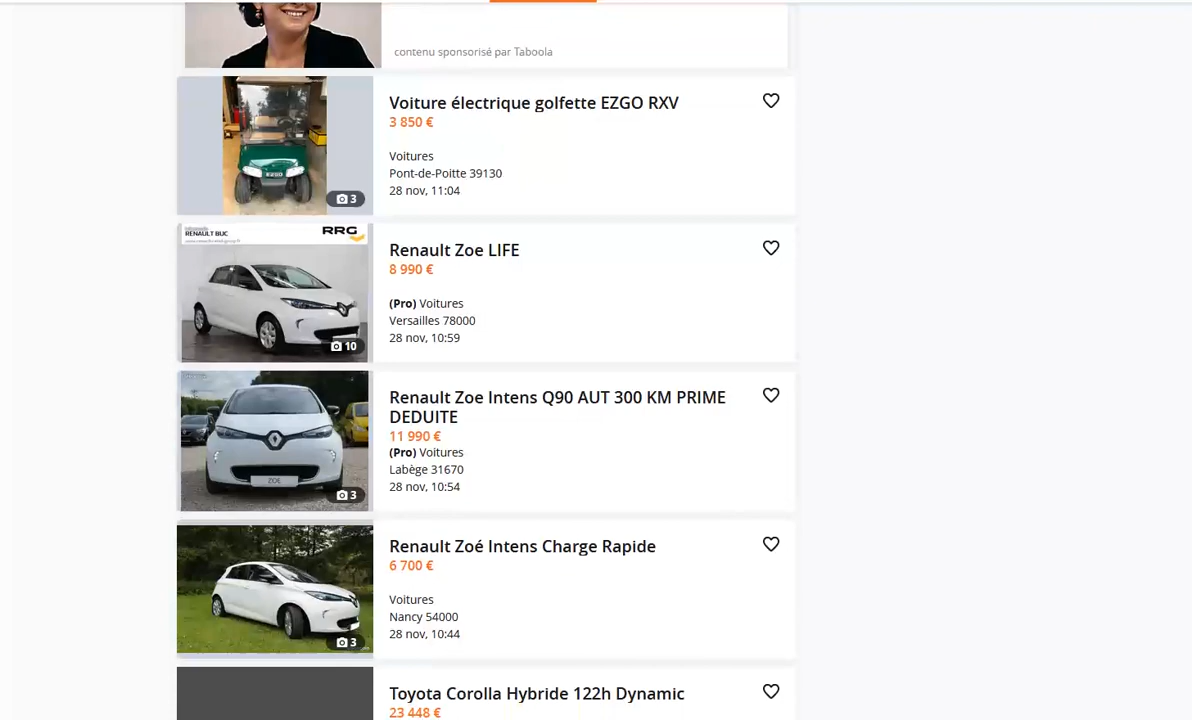 contenu sponsorisé par Taboola
Voiture électrique golfette EZGO RXV
3 850 €
Voitures
Pont-de-Poitte 39130
28 nov, 11:04
EZGO
3
RENAULT BUC
RRG
Renault Zoe LIFE
8 990 €
(Pro) Voitures
Versailles 78000
28 nov, 10:59
10
Renault Zoe Intens Q90 AUT 300 KM PRIME
DEDUITE
11 990 €
(Pro) Voitures
Labège 31670
28 nov, 10:54
ZOE
3
Renault Zoé Intens Charge Rapide
6 700 €
Voitures
Nancy 54000
28 nov, 10:44
3
Toyota Corolla Hybride 122h Dynamic
23 448 €